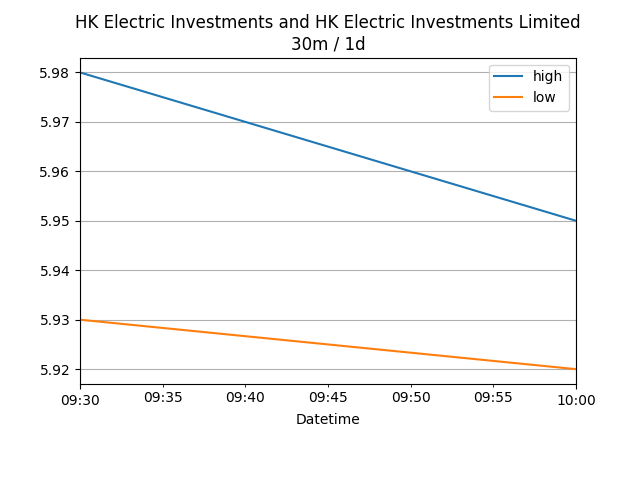 HK Electric Investments and HK Electric Investments Limited
30m / 1d
high
low
5.98
5.97
5.96
5.95
5.94
5.93
5.92
09:30 09:35 09:40 09:45 09:50 09:55 10:00
Datetime